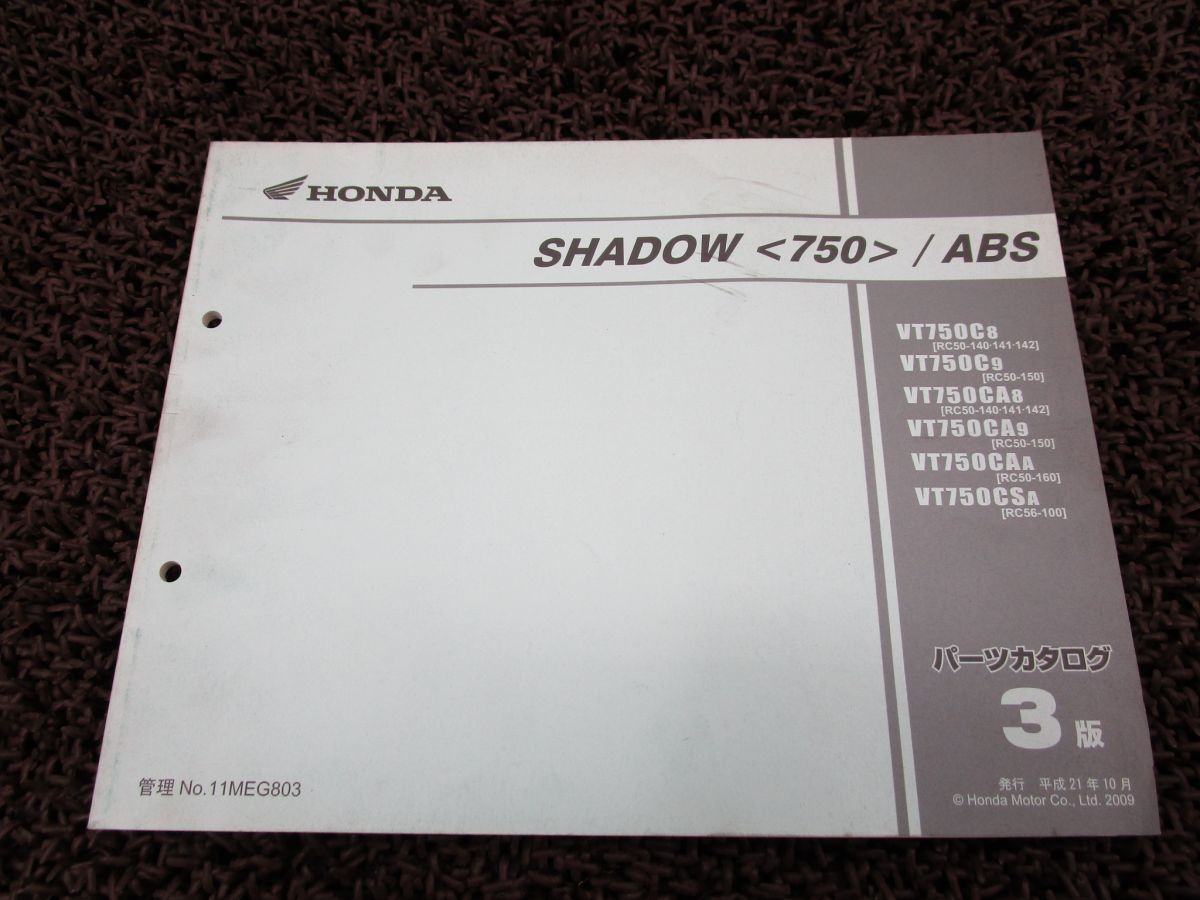 HONDA
SHADOW <750> / ABS
VT750C8
[RC50-140·141·142]
VT750C9
[RC50-150]
VT750CA8
[RC50-140·141·142]
VT750CA9
[RC50-150]
VT750CAA
[RC50-160]
VT750CSA
[RC56-100]
パーツカタログ
3版
管理 No.11MEG803
発行 平成21年10月
© Honda Motor Co., Ltd. 2009